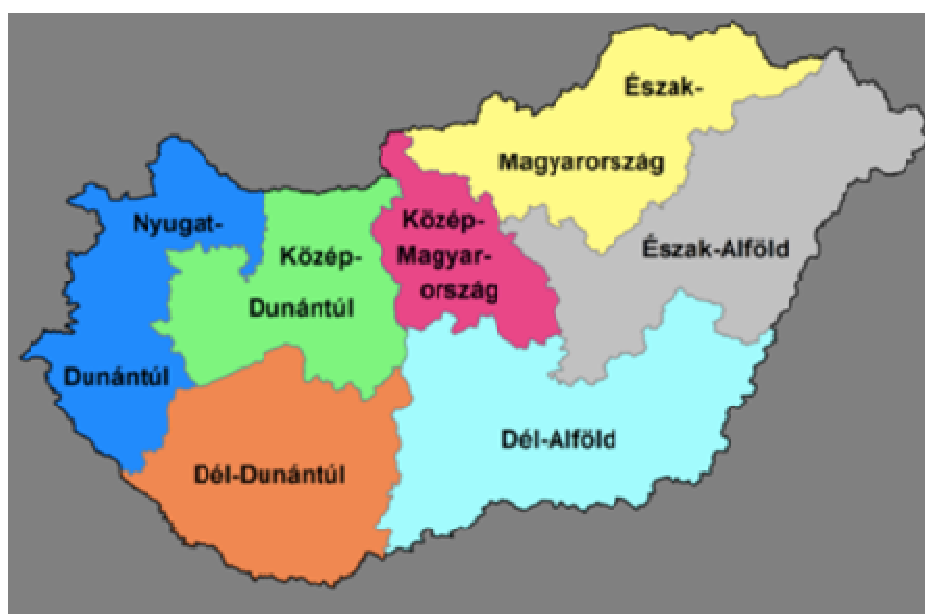 Észak-
Magyarország
Nyugat-
Dunántúl
Közép-
Dunántúl
Közép-
Magyar-
ország
Észak-Alföld
Dél-Dunántúl
Dél-Alföld